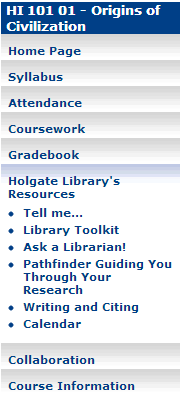 HI 101 01 - Origins of
Civilization
Home Page
Syllabus
Attendance
Coursework
Gradebook
Holgate Library's
Resources
Tell me...
Library Toolkit
Ask a Librarian!
Pathfinder Guiding You
Through Your
Research
Writing and Citing
Calendar
Collaboration
Course Information